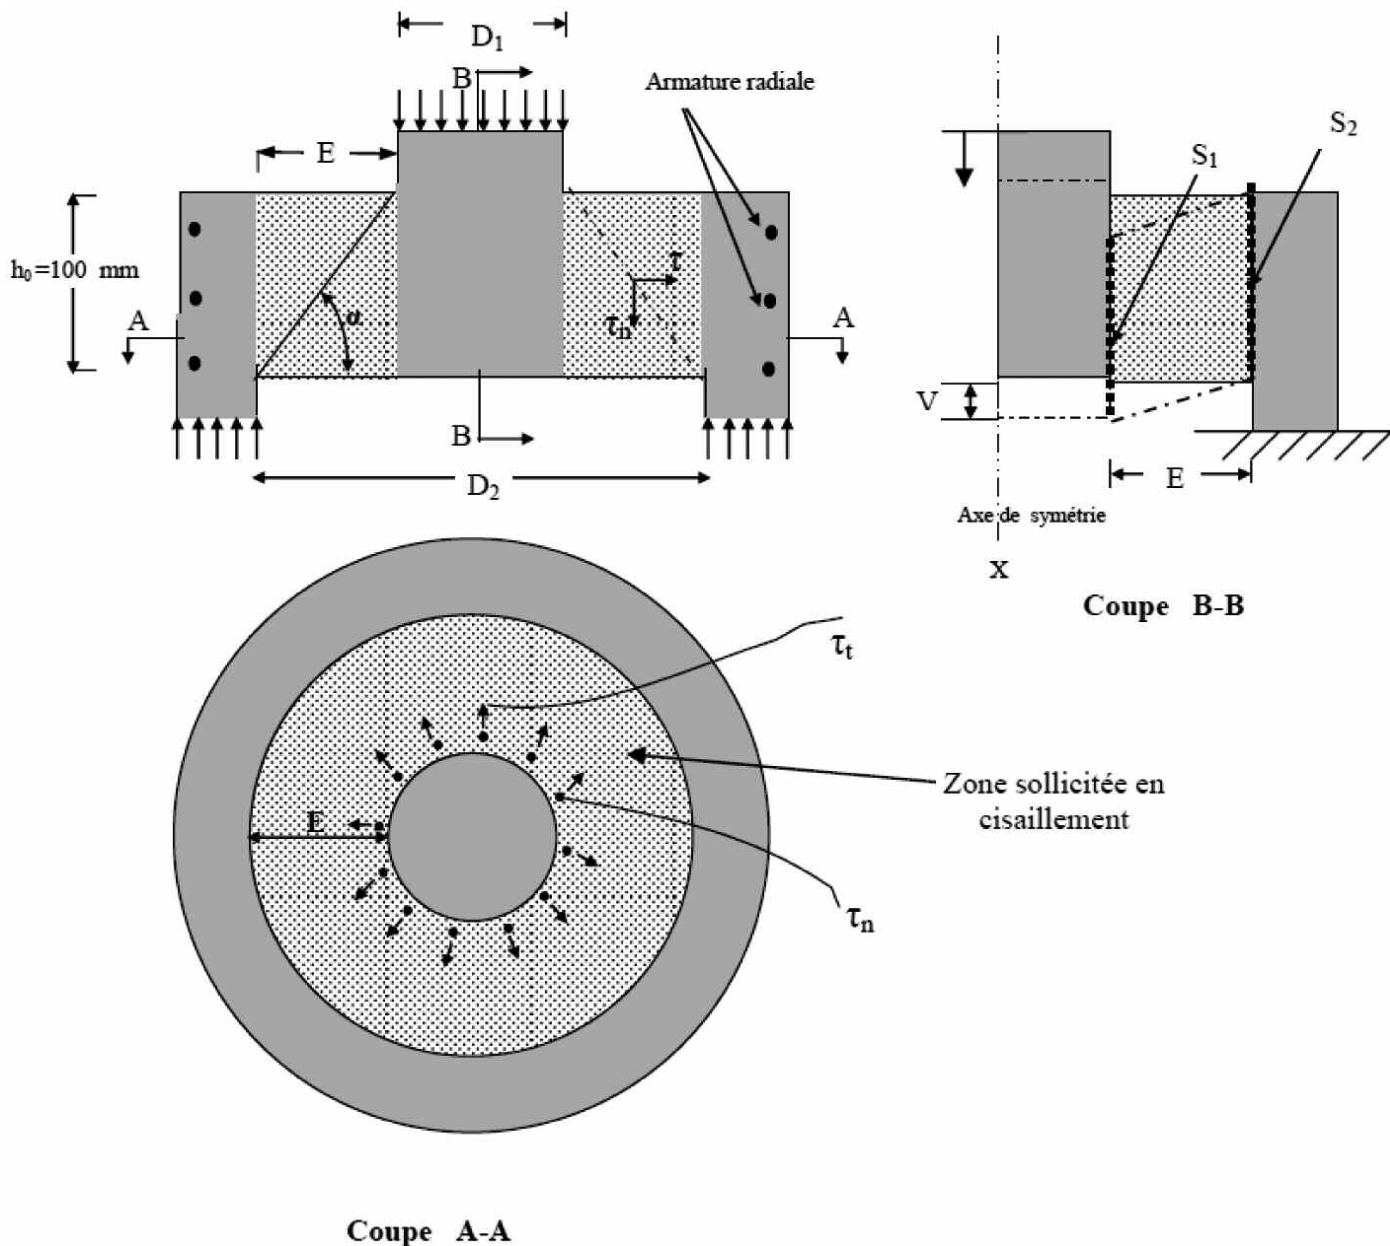 D₁
B
Armature radiale
E
S₁
S₂
h₀=100 mm
τ
A
α
τₙ
A
V
B
D₂
E
Axe de symétrie
x
Coupe B-B
τₜ
Zone sollicitée en
cisaillement
E
τₙ
Coupe A-A